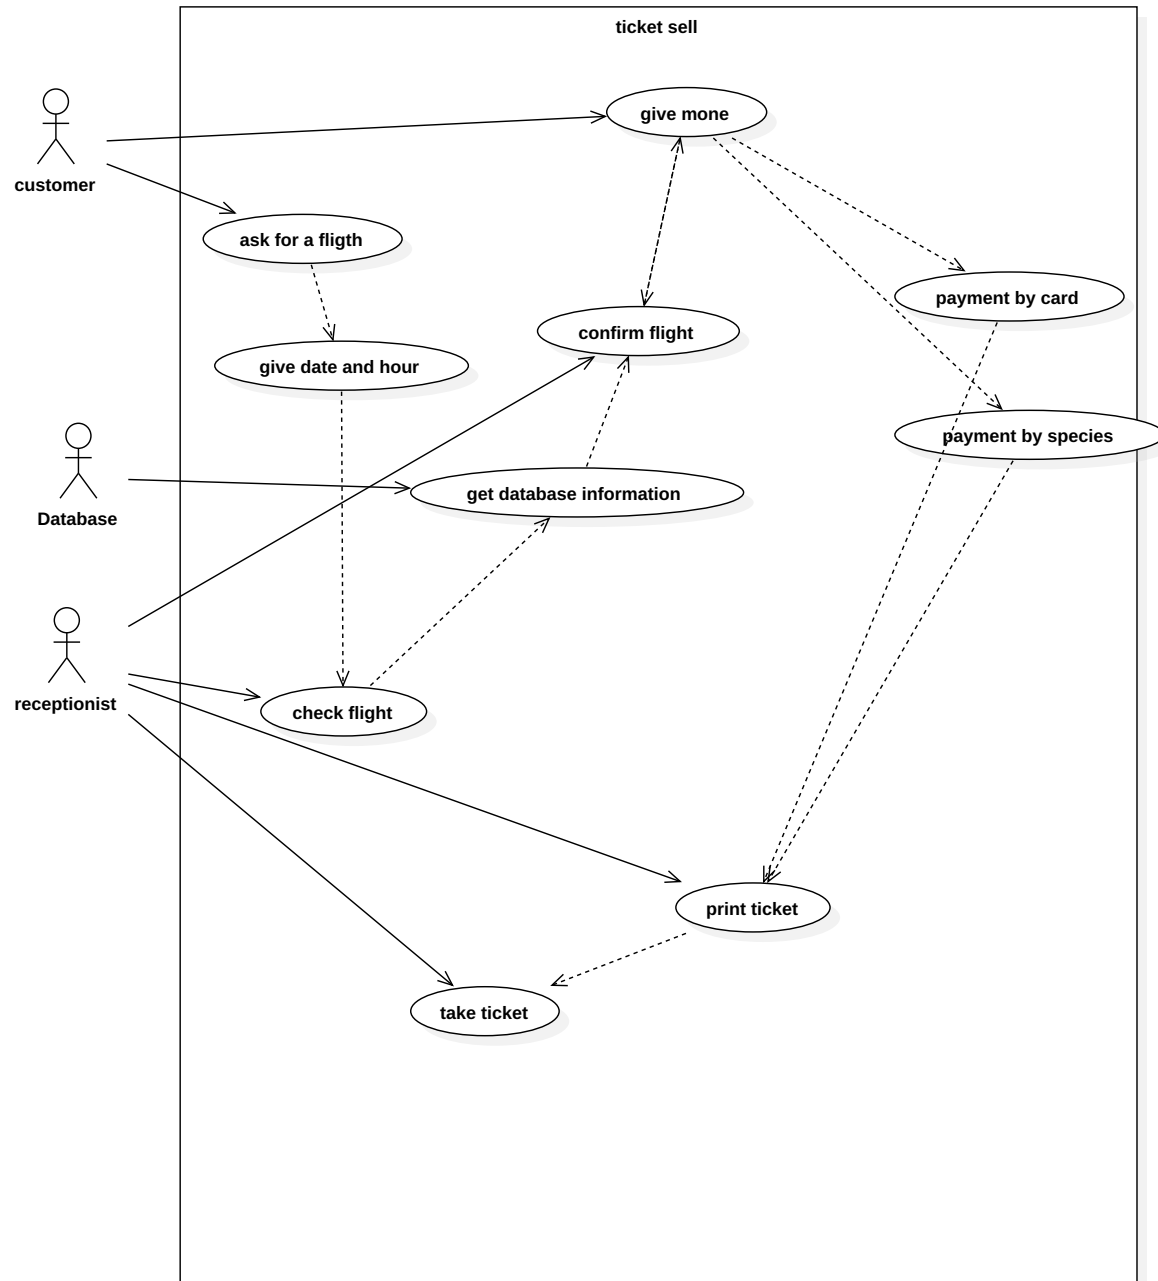 ticket sell
give mone
customer
ask for a fligth
payment by card
confirm flight
give date and hour
payment by species
get database information
Database
receptionist
check flight
print ticket
take ticket